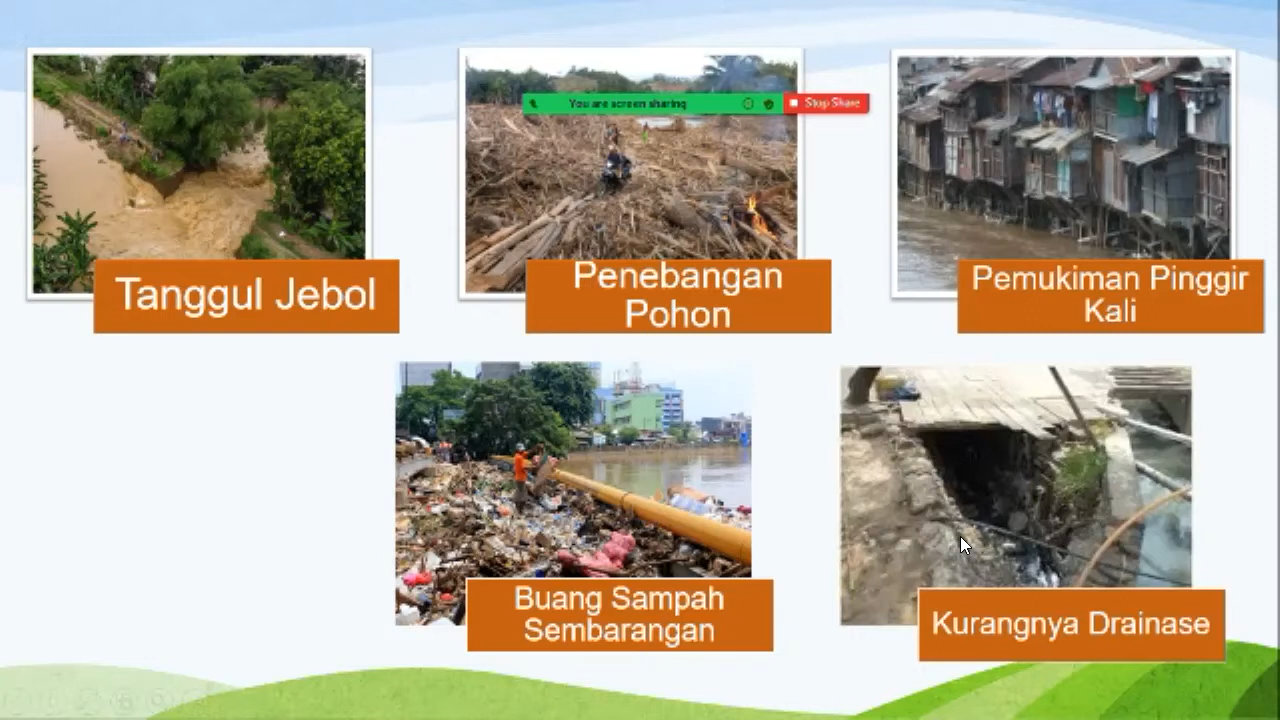 You are screen sharing
Stop Share
Tanggul Jebol
Penebangan
Pohon
Pemukiman Pinggir
Kali
Buang Sampah
Sembarangan
Kurangnya Drainase